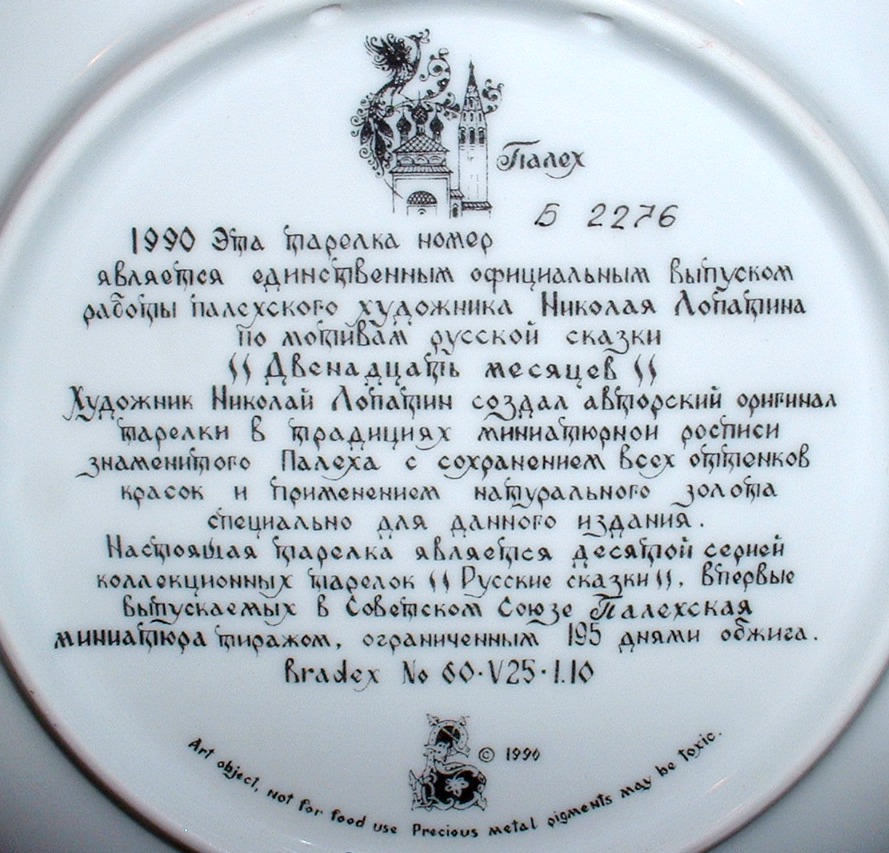 Палех
Б 2276
1990 Эта тарелка номер
является единственным официальным выпуском
работы палехского художника Николая Лопатина
по мотивам русской сказки
"Двенадцать месяцев"
Художник Николай Лопатин создал авторский оригинал
тарелки в традициях миниатюрной росписи
знаменитого Палеха с сохранением всех оттенков
красок и применением натурального золота
специально для данного издания.
Настоящая тарелка является десятой серией
коллекционных тарелок "Русские сказки", впервые
выпускаемых в Советском Союзе Палехская
миниатюра тиражом, ограниченным 195 днями обжига.
Bradex No 60·V25·1.10
© 1990
Art object, not for food use Precious metal pigments may be toxic.